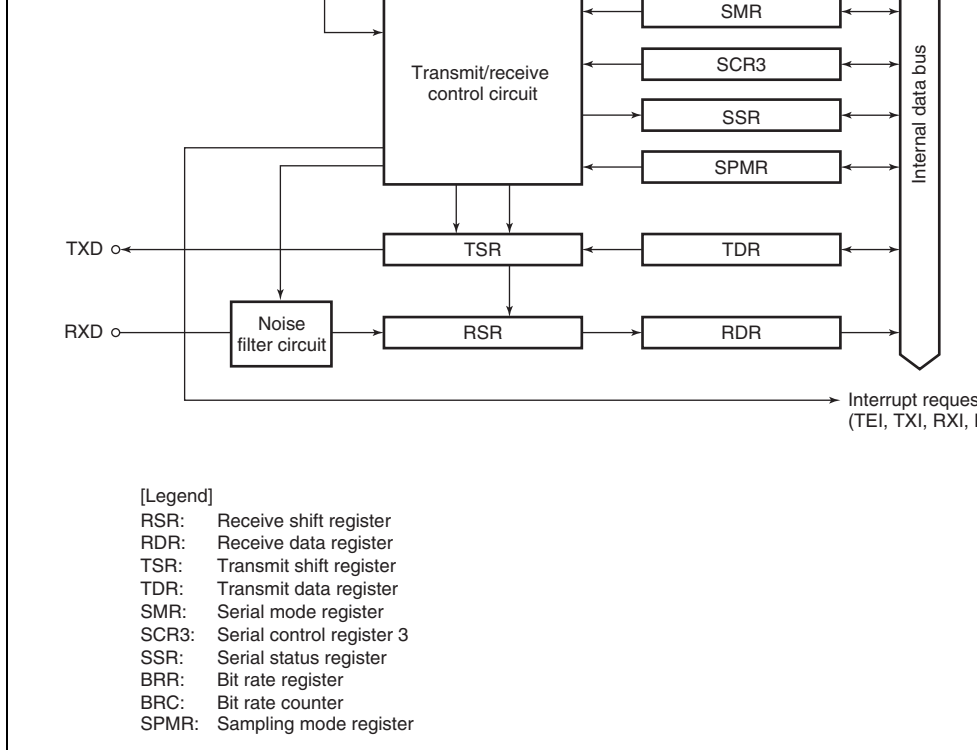 SMR
Transmit/receive
control circuit
SCR3
SSR
SPMR
Internal data bus
TXD
TSR
TDR
RXD
Noise
filter circuit
RSR
RDR
Interrupt
(TEI, TXI, RXI,
[Legend]
RSR: Receive shift register
RDR: Receive data register
TSR: Transmit shift register
TDR: Transmit data register
SMR: Serial mode register
SCR3: Serial control register 3
SSR: Serial status register
BRR: Bit rate register
BRC: Bit rate counter
SPMR: Sampling mode register